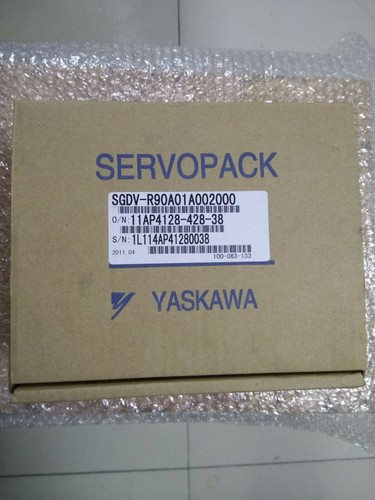 SERVOPACK
SGDV-R90A01A002000
O/N:11AP4128-428-38
S/N:1L114AP41280038
2011.04 100-063-133
YASKAWA